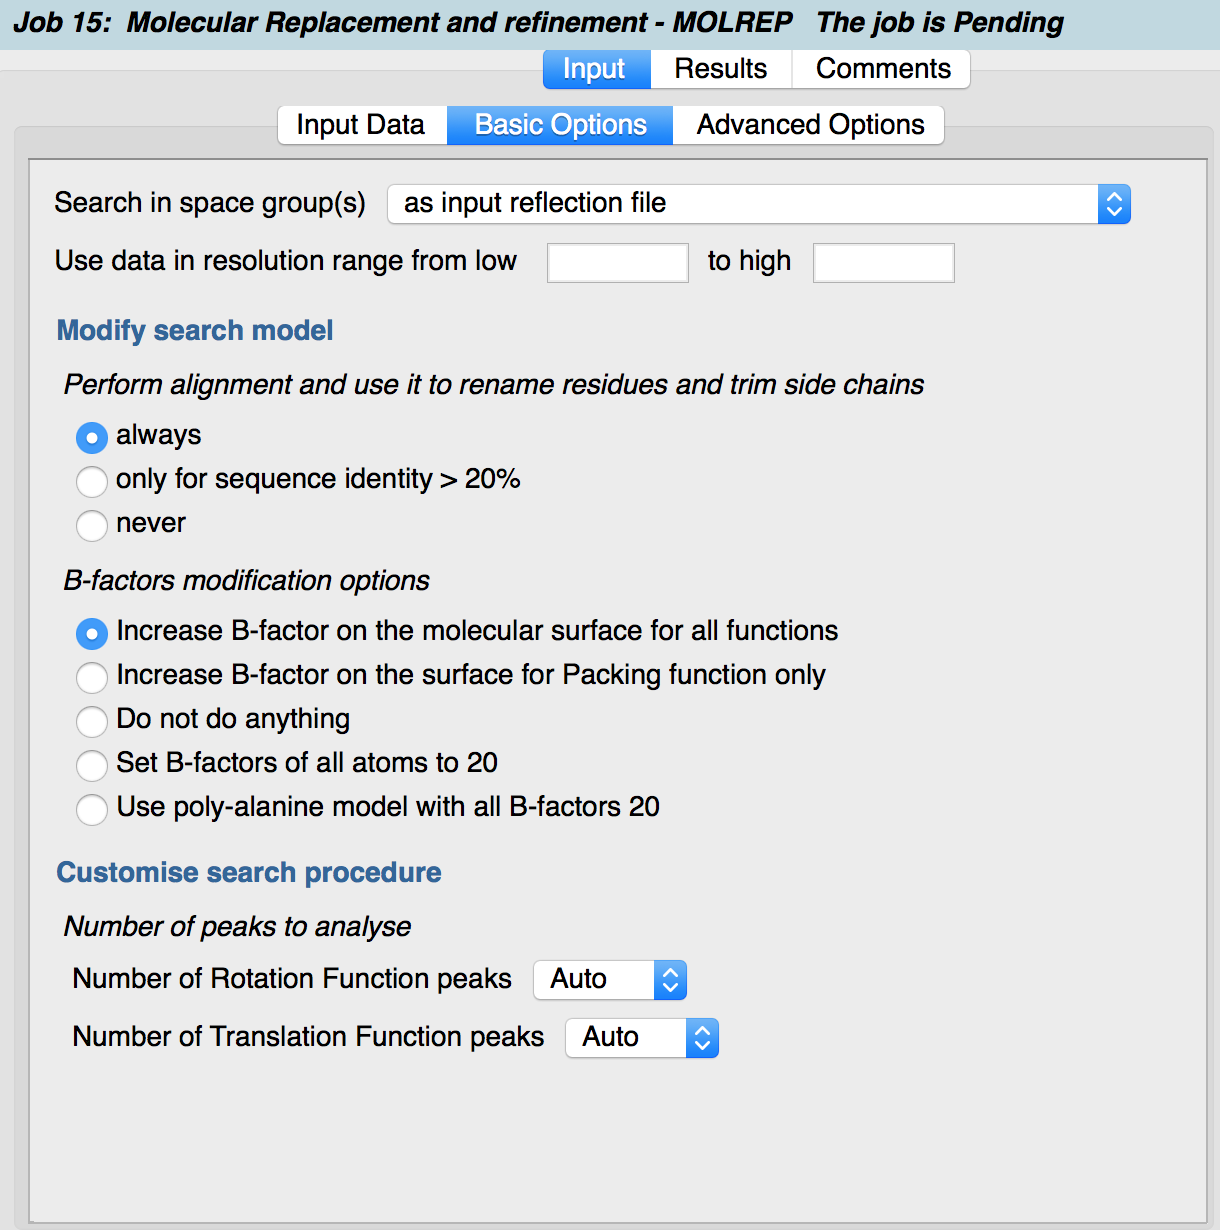 Job 15:  Molecular Replacement and refinement - MOLREP   The job is Pending
Input Results Comments
Input Data Basic Options Advanced Options
Search in space group(s) as input reflection file
Use data in resolution range from low to high
Modify search model
Perform alignment and use it to rename residues and trim side chains
always
only for sequence identity > 20%
never
B-factors modification options
Increase B-factor on the molecular surface for all functions
Increase B-factor on the surface for Packing function only
Do not do anything
Set B-factors of all atoms to 20
Use poly-alanine model with all B-factors 20
Customise search procedure
Number of peaks to analyse
Number of Rotation Function peaks Auto
Number of Translation Function peaks Auto